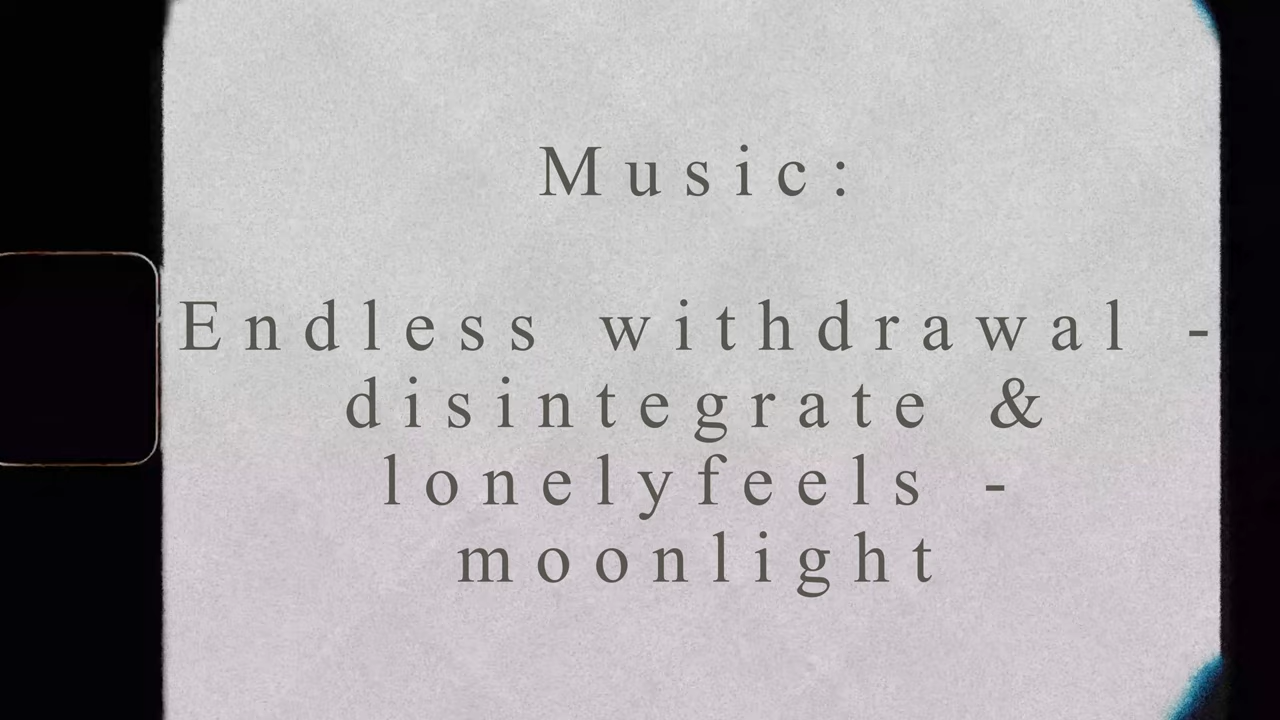 Music:
Endless withdrawal -
disintegrate &
lonelyfeels -
moonlight